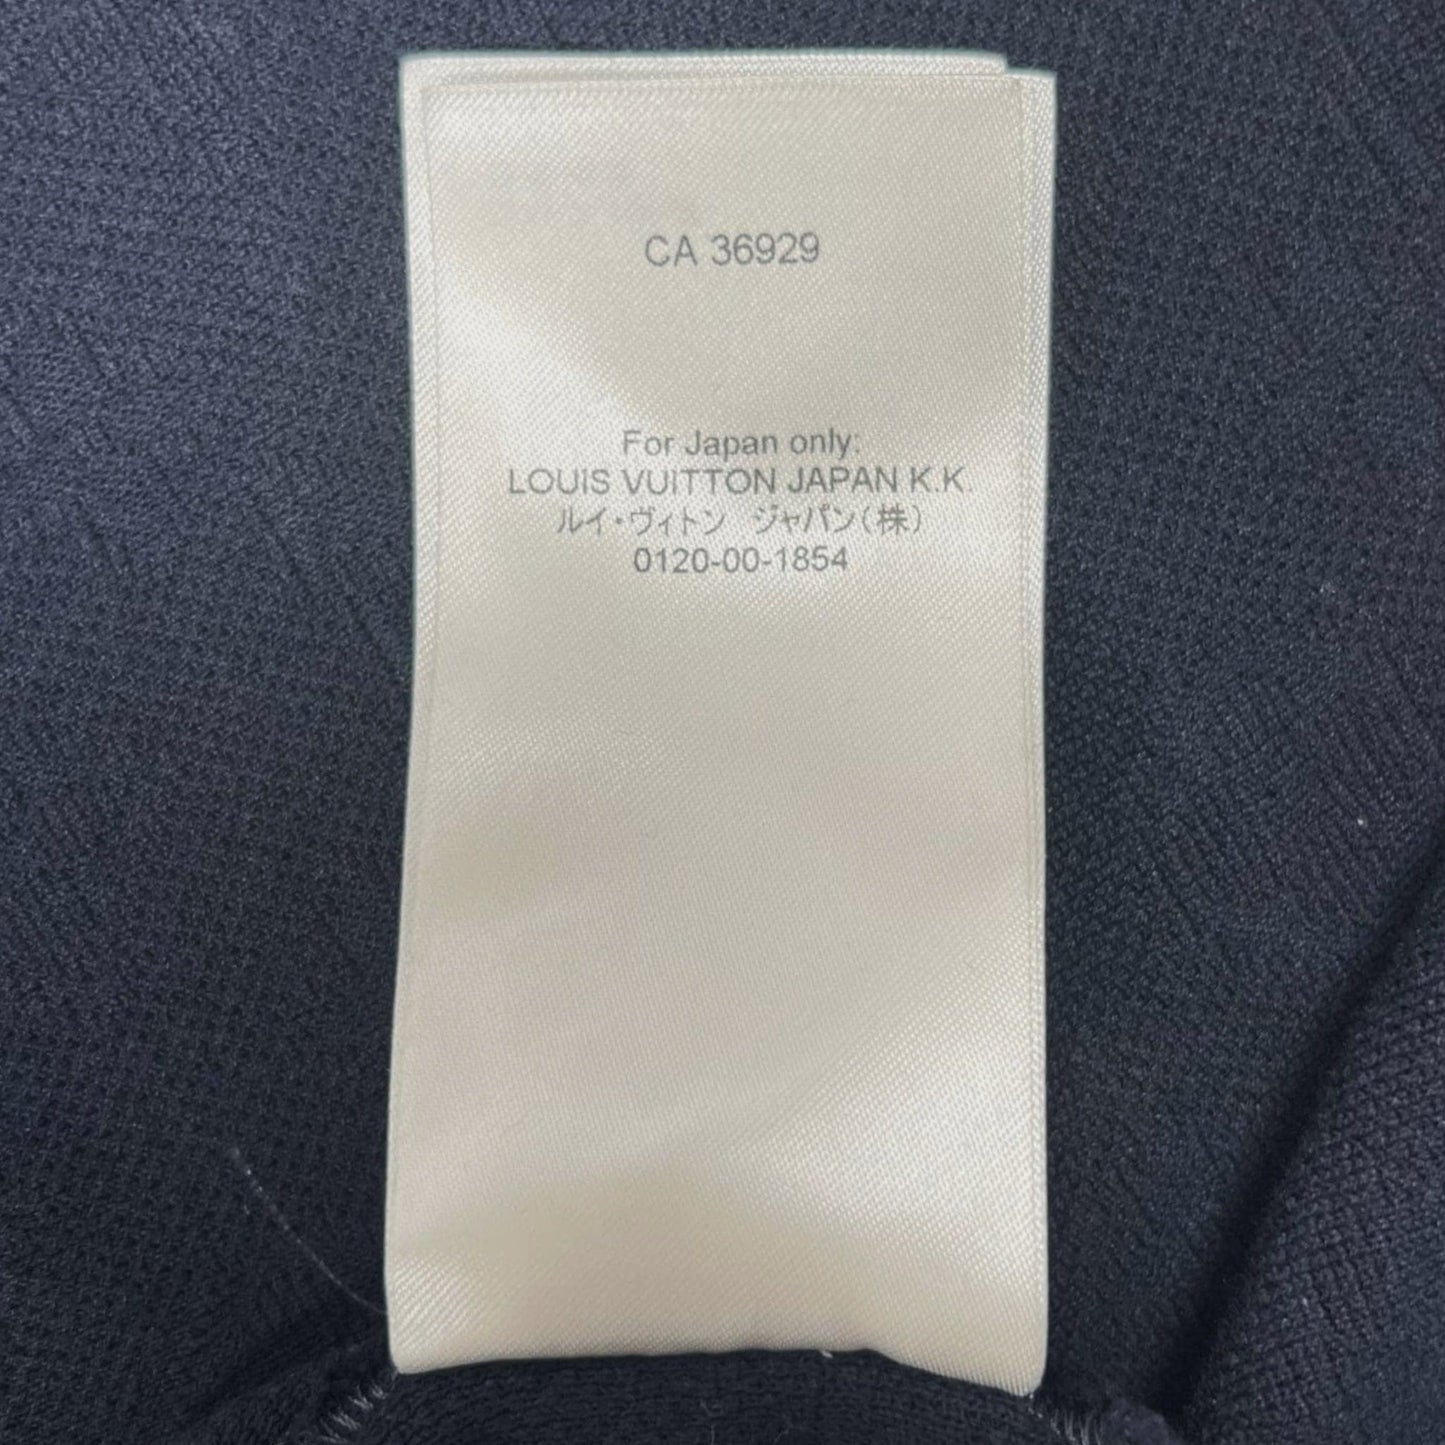 CA 36929
For Japan only:
LOUIS VUITTON JAPAN K.K.
ルイ・ヴィトン　ジャパン(株)
0120-00-1854